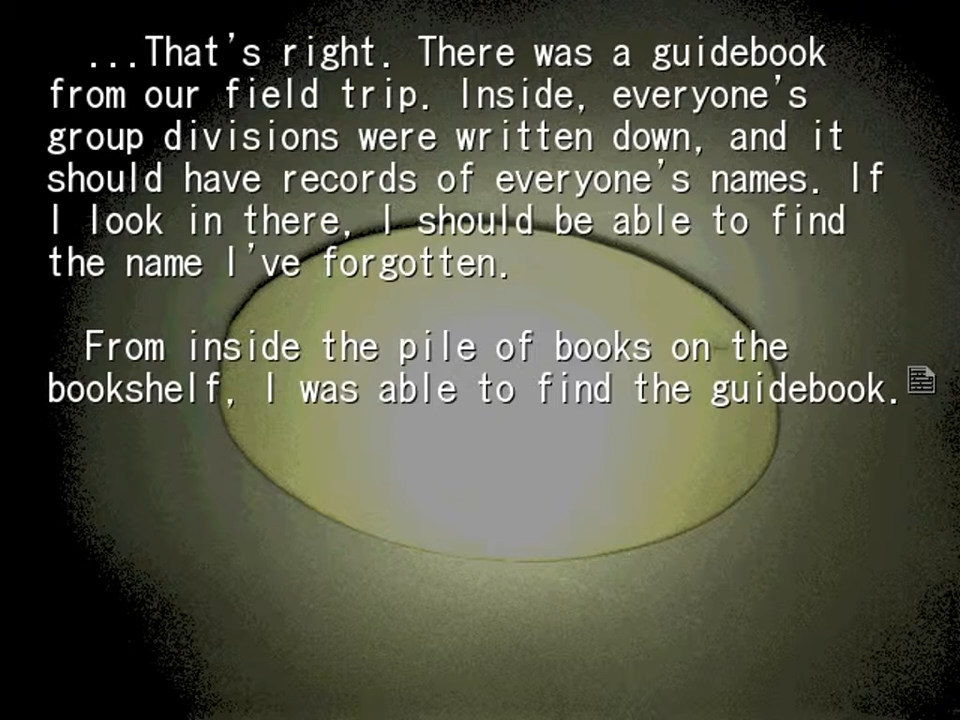 ...That's right. There was a guidebook
from our field trip. Inside, everyone's
group divisions were written down, and it
should have records of everyone's names. If
I look in there, I should be able to find
the name I've forgotten.
From inside the pile of books on the
bookshelf, I was able to find the guidebook.